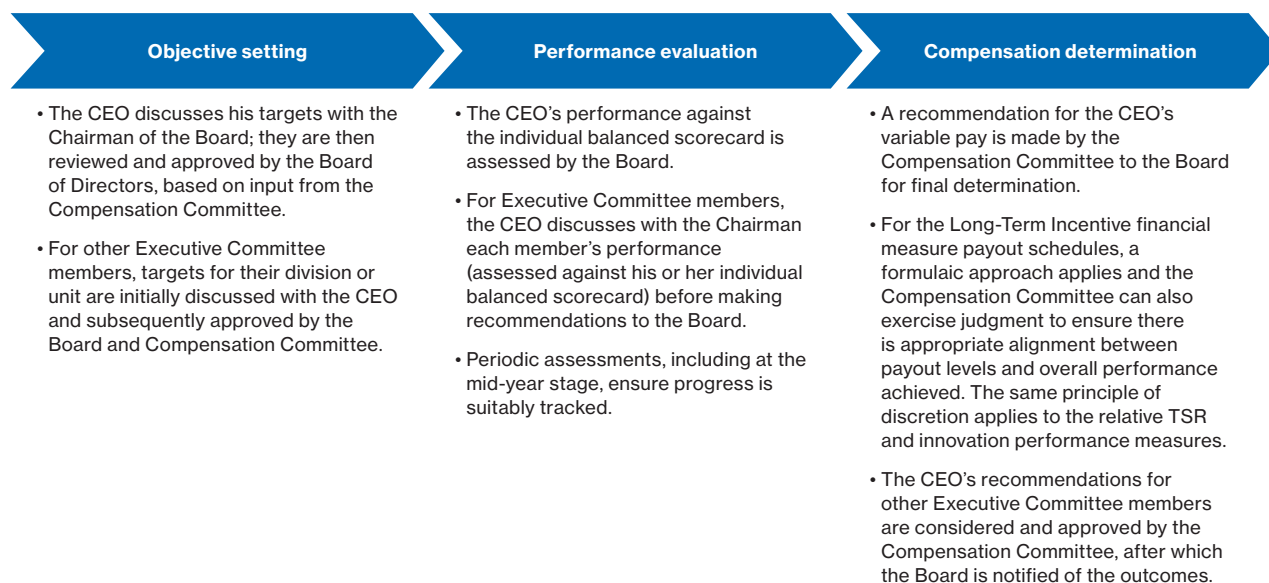 Objective setting
• The CEO discusses his targets with the
Chairman of the Board; they are then
reviewed and approved by the Board
of Directors, based on input from the
Compensation Committee.
• For other Executive Committee
members, targets for their division or
unit are initially discussed with the CEO
and subsequently approved by the
Board and Compensation Committee.
Performance evaluation
• The CEO’s performance against
the individual balanced scorecard is
assessed by the Board.
• For Executive Committee members,
the CEO discusses with the Chairman
each member’s performance
(assessed against his or her individual
balanced scorecard) before making
recommendations to the Board.
• Periodic assessments, including at the
mid-year stage, ensure progress is
suitably tracked.
Compensation determination
• A recommendation for the CEO’s
variable pay is made by the
Compensation Committee to the Board
for final determination.
• For the Long-Term Incentive financial
measure payout schedules, a
formulaic approach applies and the
Compensation Committee can also
exercise judgment to ensure there
is appropriate alignment between
payout levels and overall performance
achieved. The same principle of
discretion applies to the relative TSR
and innovation performance measures.
• The CEO’s recommendations for
other Executive Committee members
are considered and approved by the
Compensation Committee, after which
the Board is notified of the outcomes.